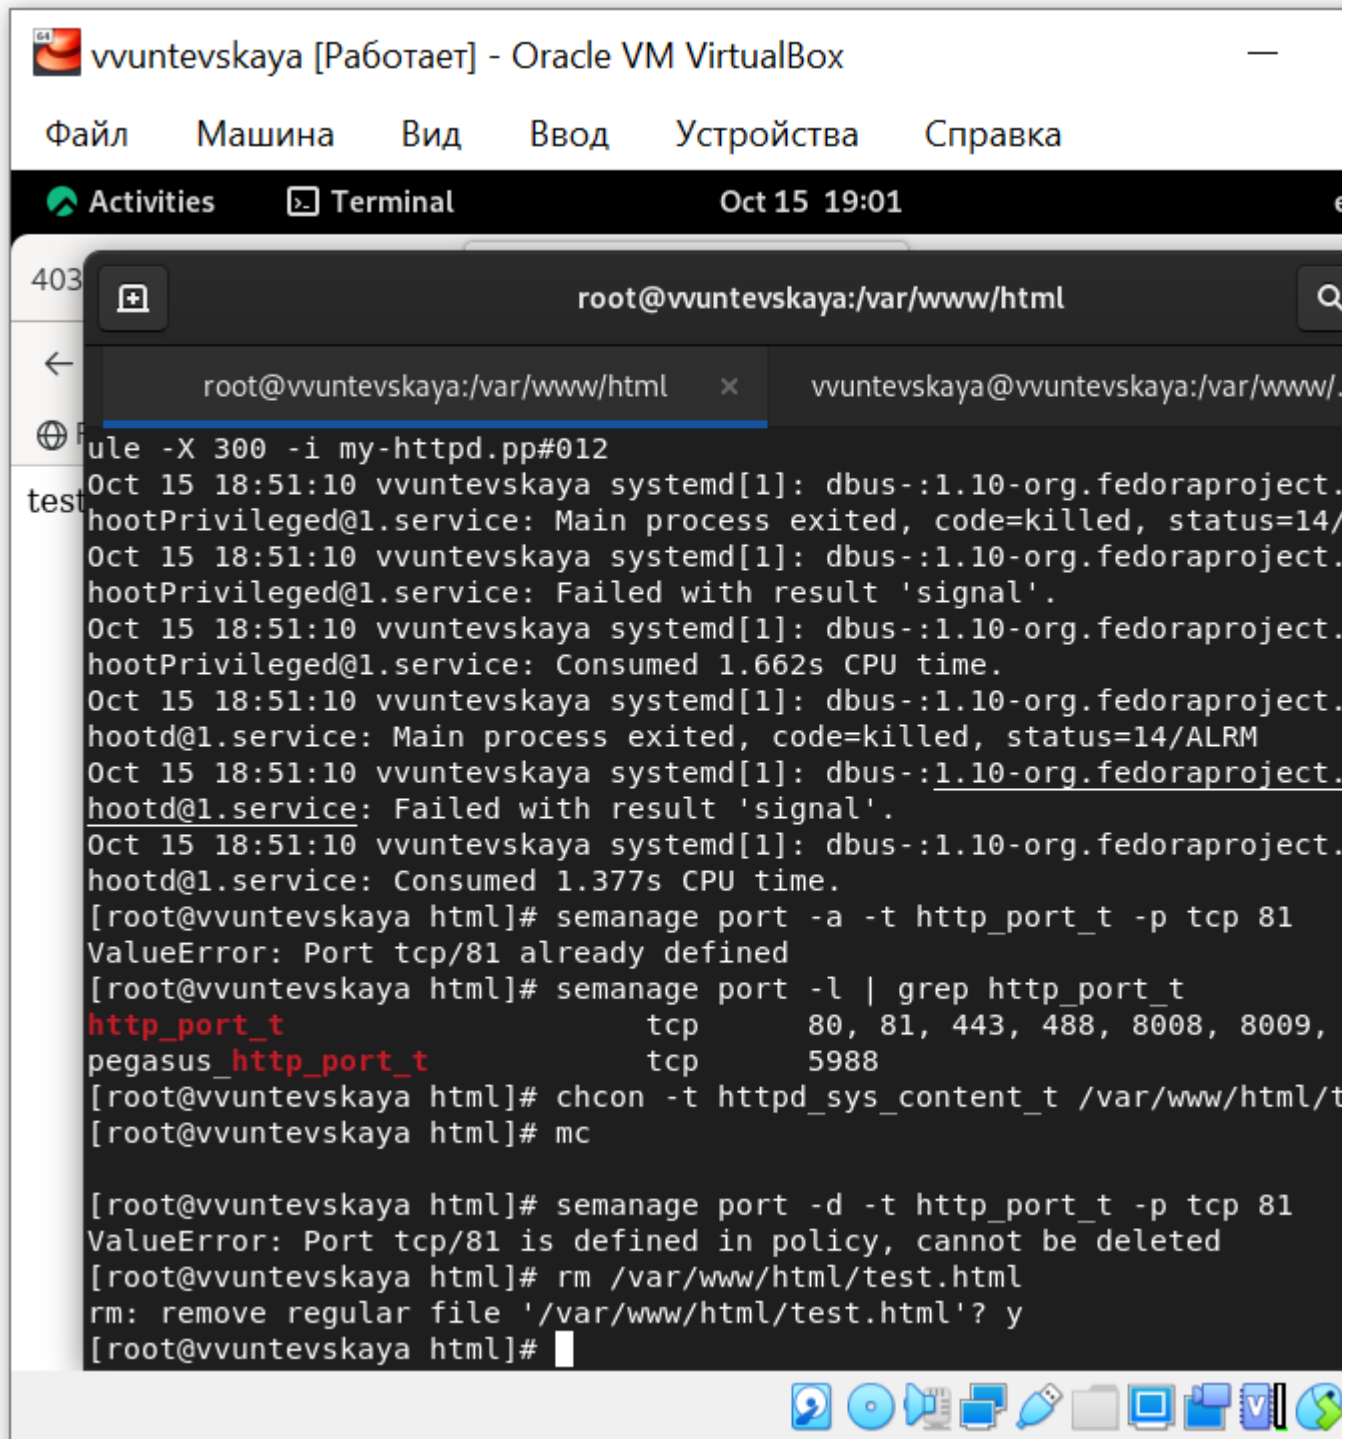 64
vvuntevskaya [Работает] - Oracle VM VirtualBox
Файл Машина Вид Ввод Устройства Справка
Activities Terminal Oct 15 19:01
403
root@vvuntevskaya:/var/www/html
root@vvuntevskaya:/var/www/html × vvuntevskaya@vvuntevskaya:/var/www/.
test
ule -X 300 -i my-httpd.pp#012
Oct 15 18:51:10 vvuntevskaya systemd[1]: dbus-:1.10-org.fedoraproject.
hootPrivileged@1.service: Main process exited, code=killed, status=14/
Oct 15 18:51:10 vvuntevskaya systemd[1]: dbus-:1.10-org.fedoraproject.
hootPrivileged@1.service: Failed with result 'signal'.
Oct 15 18:51:10 vvuntevskaya systemd[1]: dbus-:1.10-org.fedoraproject.
hootPrivileged@1.service: Consumed 1.662s CPU time.
Oct 15 18:51:10 vvuntevskaya systemd[1]: dbus-:1.10-org.fedoraproject.
hootd@1.service: Main process exited, code=killed, status=14/ALRM
Oct 15 18:51:10 vvuntevskaya systemd[1]: dbus-:1.10-org.fedoraproject.
hootd@1.service: Failed with result 'signal'.
Oct 15 18:51:10 vvuntevskaya systemd[1]: dbus-:1.10-org.fedoraproject.
hootd@1.service: Consumed 1.377s CPU time.
[root@vvuntevskaya html]# semanage port -a -t http_port_t -p tcp 81
ValueError: Port tcp/81 already defined
[root@vvuntevskaya html]# semanage port -l | grep http_port_t
http_port_t tcp 80, 81, 443, 488, 8008, 8009,
pegasus_http_port_t tcp 5988
[root@vvuntevskaya html]# chcon -t httpd_sys_content_t /var/www/html/t
[root@vvuntevskaya html]# mc
[root@vvuntevskaya html]# semanage port -d -t http_port_t -p tcp 81
ValueError: Port tcp/81 is defined in policy, cannot be deleted
[root@vvuntevskaya html]# rm /var/www/html/test.html
rm: remove regular file '/var/www/html/test.html'? y
[root@vvuntevskaya html]#